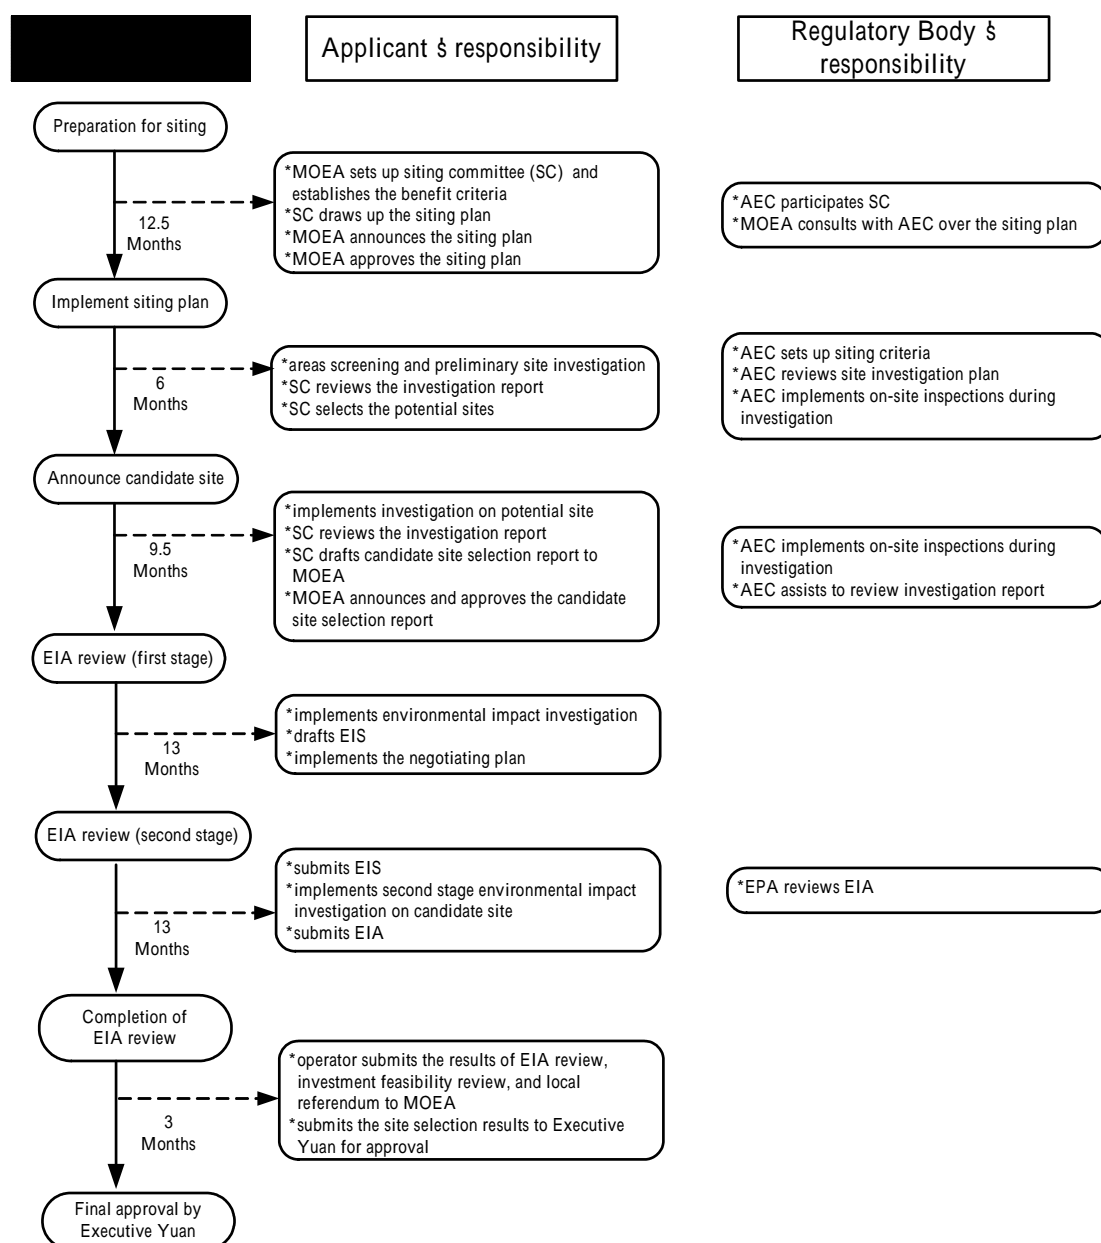 Applicant ś responsibility
Regulatory Body ś
responsibility
Preparation for siting
*MOEA sets up siting committee (SC) and
establishes the benefit criteria
*SC draws up the siting plan
*MOEA announces the siting plan
*MOEA approves the siting plan
*AEC participates SC
*MOEA consults with AEC over the siting plan
12.5
Months
Implement siting plan
*areas screening and preliminary site investigation
*SC reviews the investigation report
*SC selects the potential sites
*AEC sets up siting criteria
*AEC reviews site investigation plan
*AEC implements on-site inspections during
investigation
6
Months
Announce candidate site
*implements investigation on potential site
*SC reviews the investigation report
*SC drafts candidate site selection report to
MOEA
*MOEA announces and approves the candidate
site selection report
*AEC implements on-site inspections during
investigation
*AEC assists to review investigation report
9.5
Months
EIA review (first stage)
*implements environmental impact investigation
*drafts EIS
*implements the negotiating plan
13
Months
EIA review (second stage)
*submits EIS
*implements second stage environmental impact
investigation on candidate site
*submits EIA
*EPA reviews EIA
13
Months
Completion of
EIA review
*operator submits the results of EIA review,
investment feasibility review, and local
referendum to MOEA
*submits the site selection results to Executive
Yuan for approval
3
Months
Final approval by
Executive Yuan